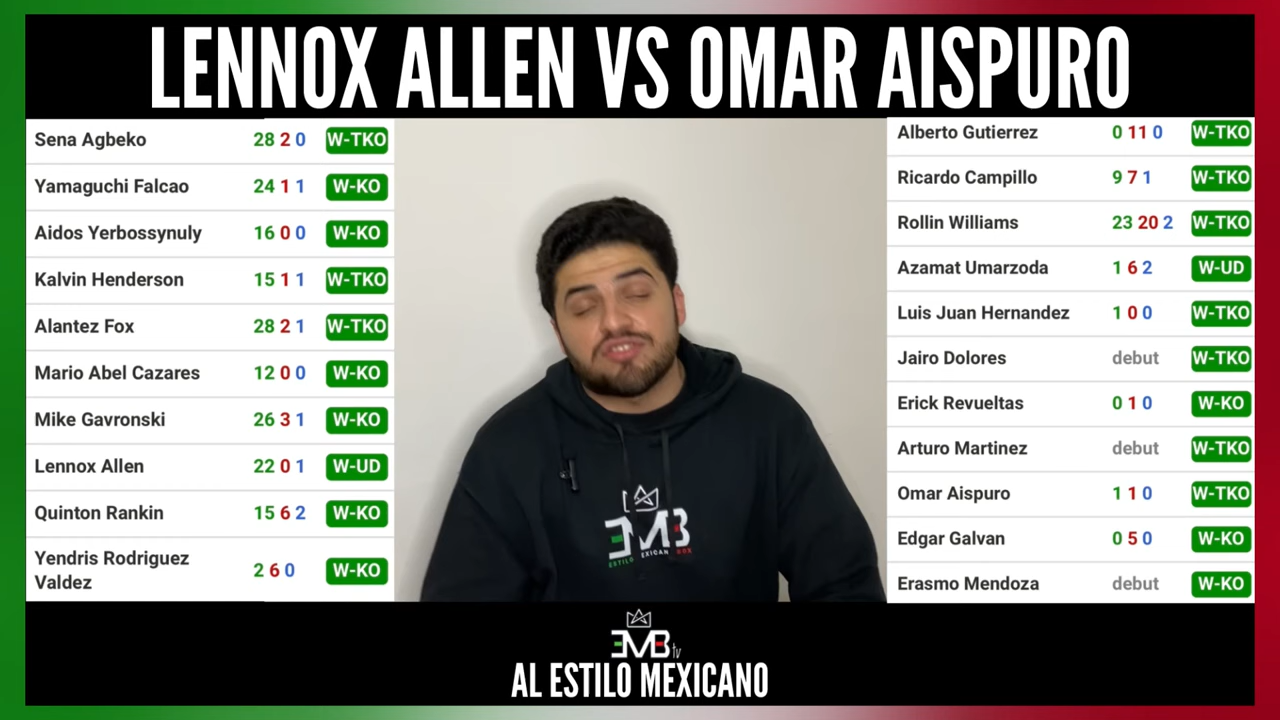 LENNOX ALLEN VS OMAR AISPURO
Sena Agbeko 28 2 0 W-TKO
Yamaguchi Falcao 24 1 1 W-KO
Aidos Yerbossynuly 16 0 0 W-KO
Kalvin Henderson 15 1 1 W-TKO
Alantez Fox 28 2 1 W-TKO
Mario Abel Cazares 12 0 0 W-KO
Mike Gavronski 26 3 1 W-KO
Lennox Allen 22 0 1 W-UD
Quinton Rankin 15 6 2 W-KO
Yendris Rodriguez
Valdez 2 6 0 W-KO
Alberto Gutierrez 0 11 0 W-TKO
Ricardo Campillo 9 7 1 W-TKO
Rollin Williams 23 20 2 W-TKO
Azamat Umarzoda 1 6 2 W-UD
Luis Juan Hernandez 1 0 0 W-TKO
Jairo Dolores debut W-TKO
Erick Revueltas 0 1 0 W-KO
Arturo Martinez debut W-TKO
Omar Aispuro 1 1 0 W-TKO
Edgar Galvan 0 5 0 W-KO
Erasmo Mendoza debut W-KO
EMB
ESTILO MEXICAN BOX
EMB tv
AL ESTILO MEXICANO